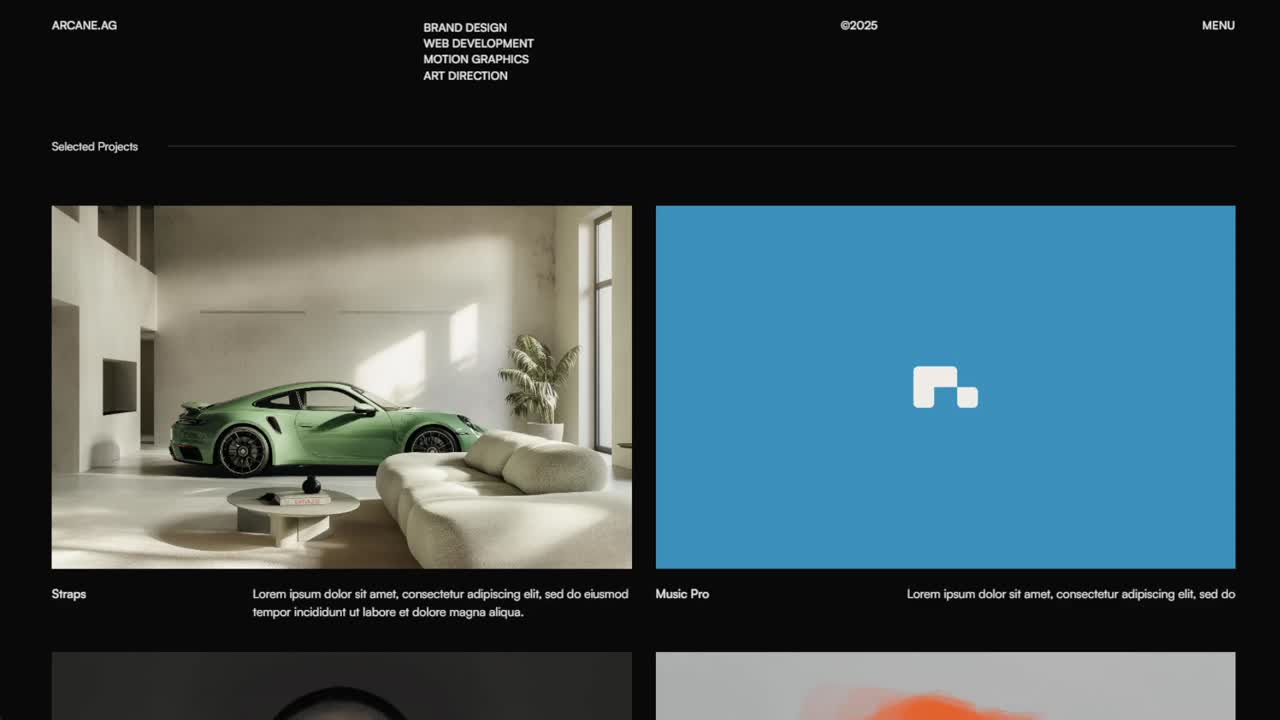 ARCANE.AG
BRAND DESIGN
WEB DEVELOPMENT
MOTION GRAPHICS
ART DIRECTION
©2025
MENU
Selected Projects
Straps
Lorem ipsum dolor sit amet, consectetur adipiscing elit, sed do eiusmod
tempor incididunt ut labore et dolore magna aliqua.
Music Pro
Lorem ipsum dolor sit amet, consectetur adipiscing elit, sed do